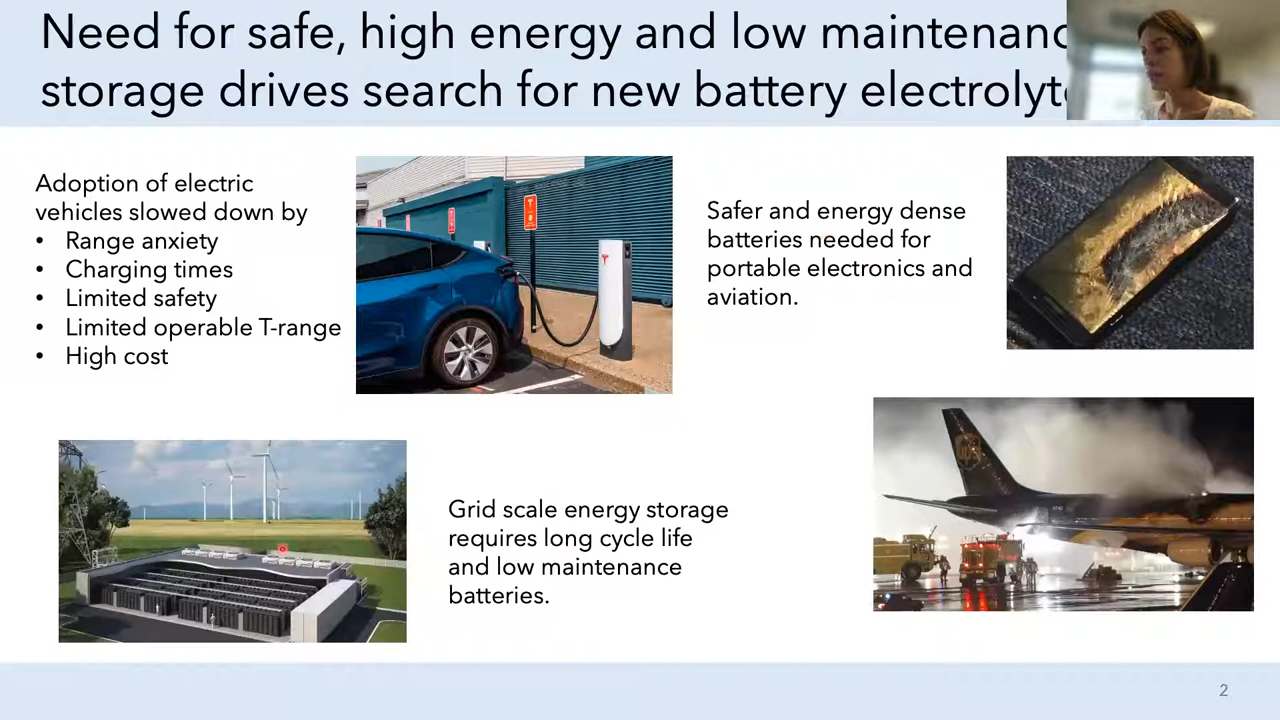 Need for safe, high energy and low
storage drives search for new battery
Adoption of electric
vehicles slowed down by
• Range anxiety
• Charging times
• Limited safety
• Limited operable T-range
• High cost
Safer and energy dense
batteries needed for
portable electronics and
aviation.
Grid scale energy storage
requires long cycle life
and low maintenance
batteries.
2